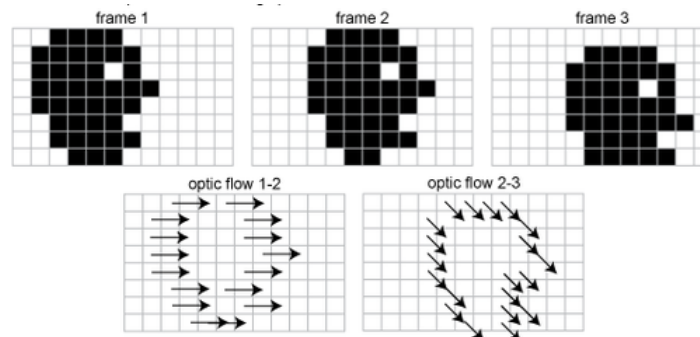 frame 1
frame 2
frame 3
optic flow 1-2
optic flow 2-3